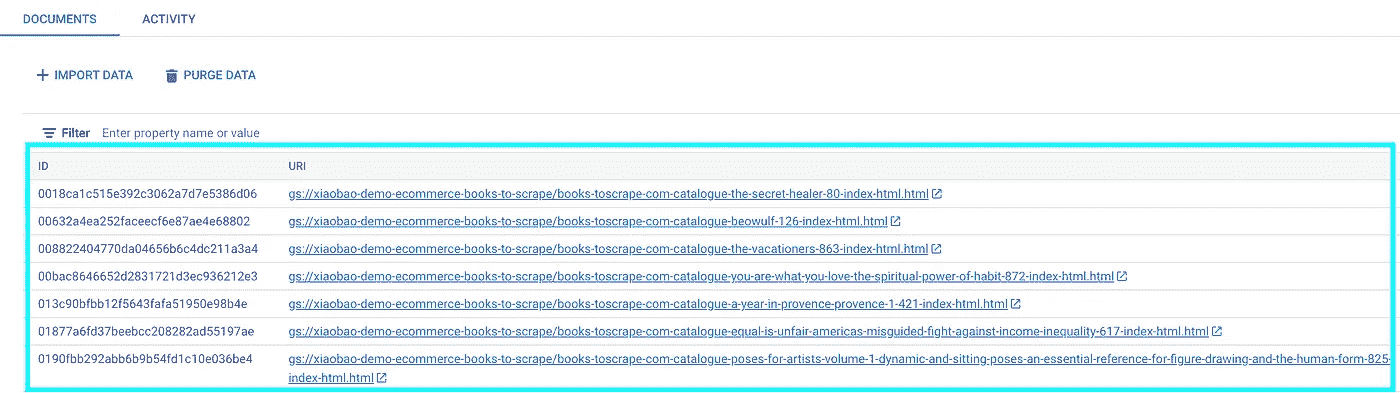 DOCUMENTS ACTIVITY
IMPORT DATA PURGE DATA
Filter Enter property name or value
ID URI
0018ca1c515e392c3062a7d7e5386d06 gs://xiaobao-demo-ecommerce-books-to-scrape/books-toscrape-com-catalogue-the-secret-healer-80-index-html.html
00632a4ea252faceecf6e87ae4e68802 gs://xiaobao-demo-ecommerce-books-to-scrape/books-toscrape-com-catalogue-beowulf-126-index-html.html
008822404770da04656b6c4dc211a3a4 gs://xiaobao-demo-ecommerce-books-to-scrape/books-toscrape-com-catalogue-the-vacationers-863-index-html.html
00bac8646652d2831721d3ec936212e3 gs://xiaobao-demo-ecommerce-books-to-scrape/books-toscrape-com-catalogue-you-are-what-you-love-the-spiritual-power-of-habit-872-index-html.html
013c90bfbb12f5643fafa51950e98b4e gs://xiaobao-demo-ecommerce-books-to-scrape/books-toscrape-com-catalogue-a-year-in-provence-provence-1-421-index-html.html
01877a6fd37beebcc208282ad55197ae gs://xiaobao-demo-ecommerce-books-to-scrape/books-toscrape-com-catalogue-equal-is-unfair-americas-misguided-fight-against-income-inequality-617-index-html.html
0190fbb292abb6b9b54fd1c10e036be4 gs://xiaobao-demo-ecommerce-books-to-scrape/books-toscrape-com-catalogue-poses-for-artists-volume-1-dynamic-and-sitting-poses-an-essential-reference-for-figure-drawing-and-the-human-form-825-
index-html.html